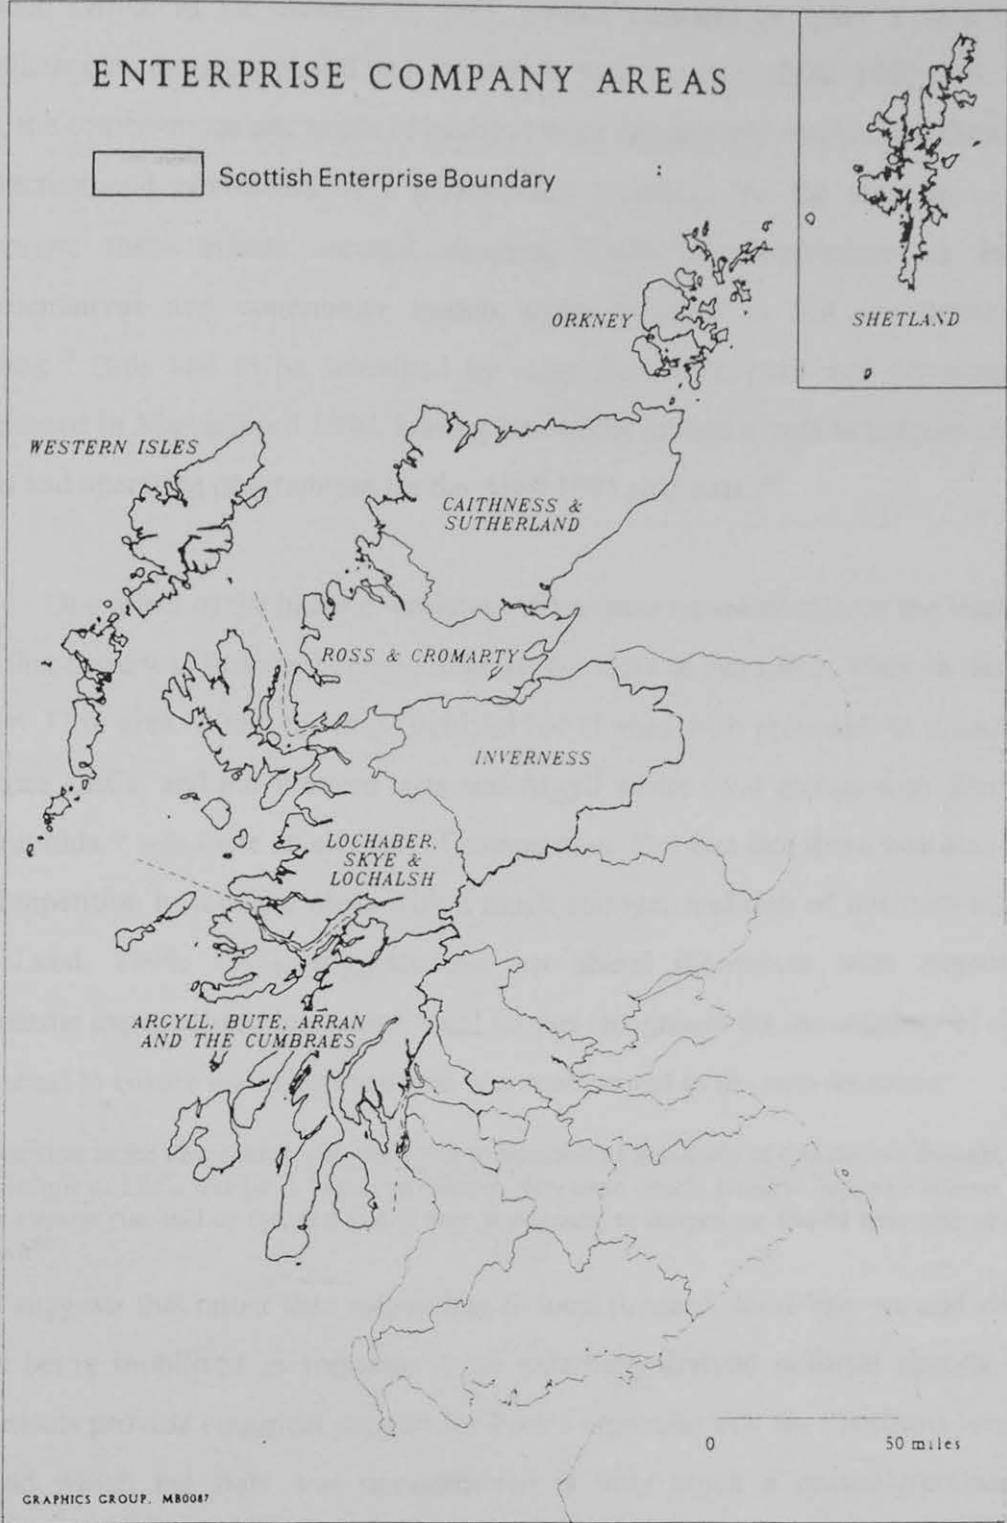 ENTERPRISE COMPANY AREAS
Scottish Enterprise Boundary
ORKNEY
SHETLAND
WESTERN ISLES
CAITHNESS &
SUTHERLAND
ROSS & CROMARTY
INVERNESS
LOCHABER,
SKYE &
LOCHALSH
ARGYLL, BUTE, ARRAN
AND THE CUMBRAES
0 50 miles
GRAPHICS GROUP. MB0087